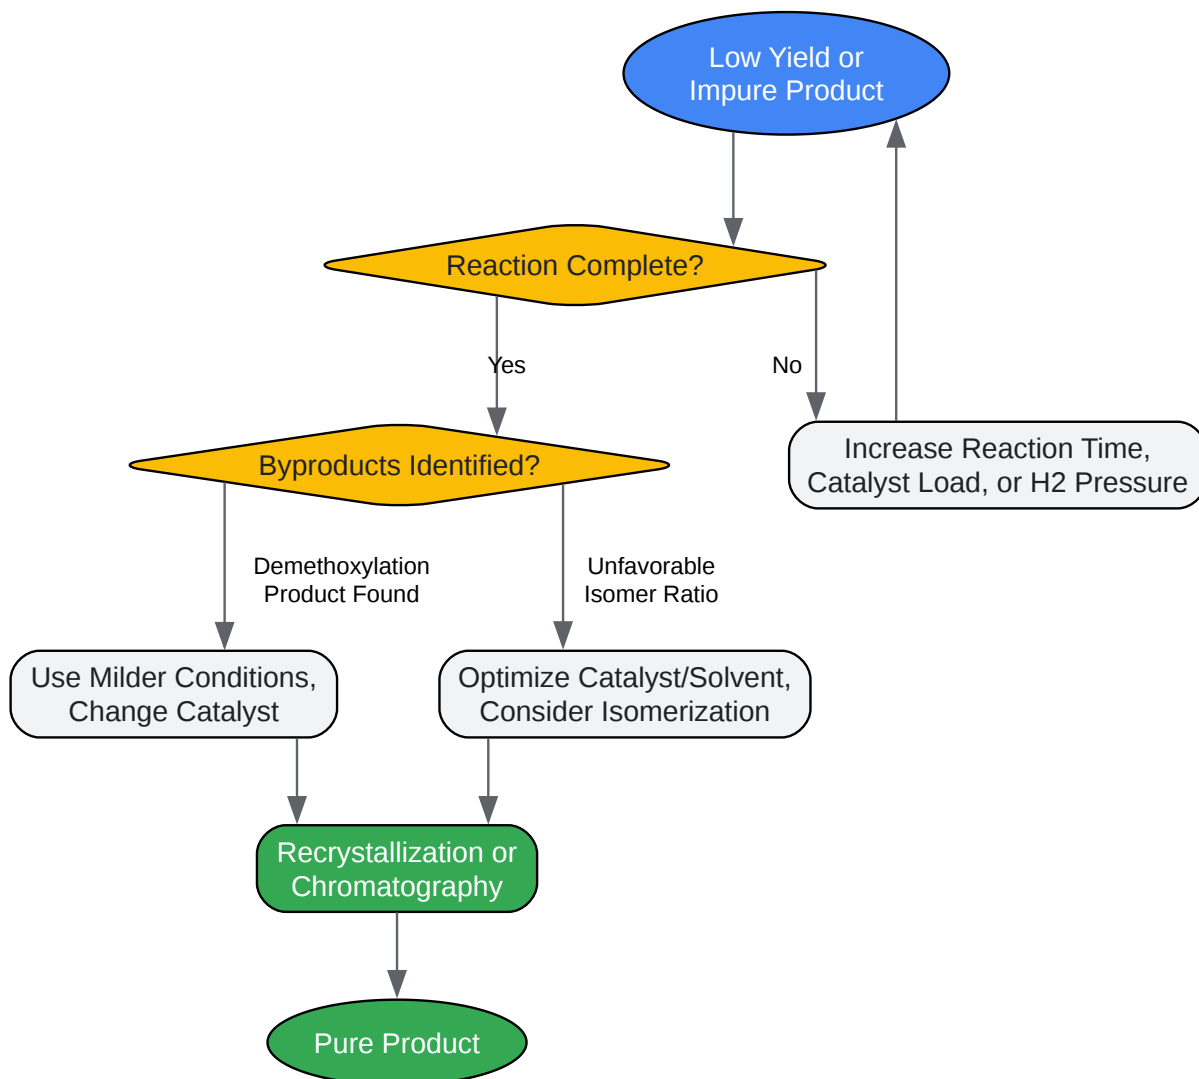 Low Yield or
Impure Product
Reaction Complete?
Yes
No
Increase Reaction Time,
Catalyst Load, or H2 Pressure
Byproducts Identified?
Demethoxylation
Product Found
Unfavorable
Isomer Ratio
Use Milder Conditions,
Change Catalyst
Optimize Catalyst/Solvent,
Consider Isomerization
Recrystallization or
Chromatography
Pure Product